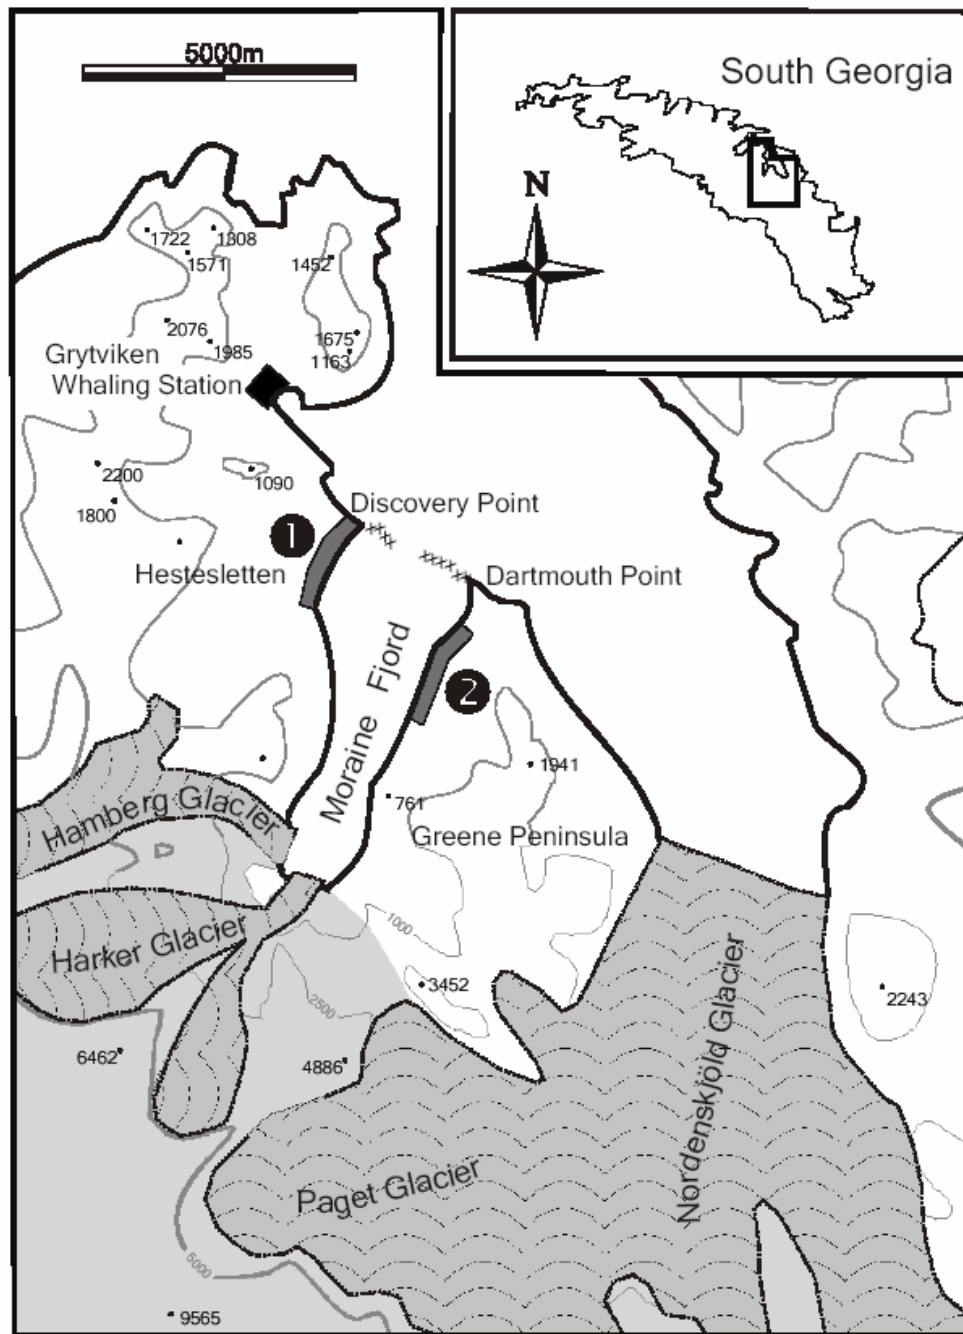 5000m
South Georgia
N
1722
1308
1571
1452
2076
1985
1675
1163
Grytviken
Whaling Station
2200
1090
1800
Discovery Point
1
Hestesletten
Dartmouth Point
Moraine Fjord
2
1941
761
Greene Peninsula
Hamberg Glacier
Harker Glacier
1000
3452
2500
Nordenskjöld Glacier
2243
6462
4886
Paget Glacier
5000
9565